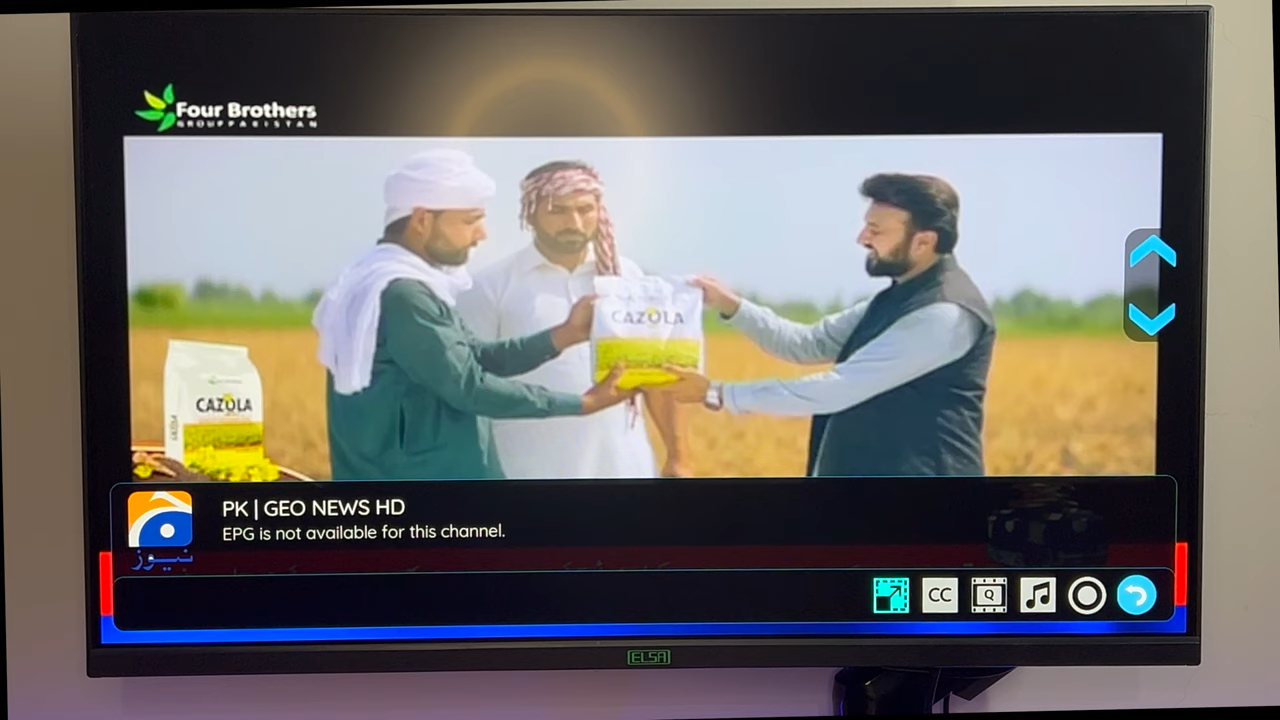 Four Brothers
GROUP PAKISTAN
CAZOLA
CAZOLA
PK | GEO NEWS HD
EPG is not available for this channel.
نیوز
CC
Q
ELSA